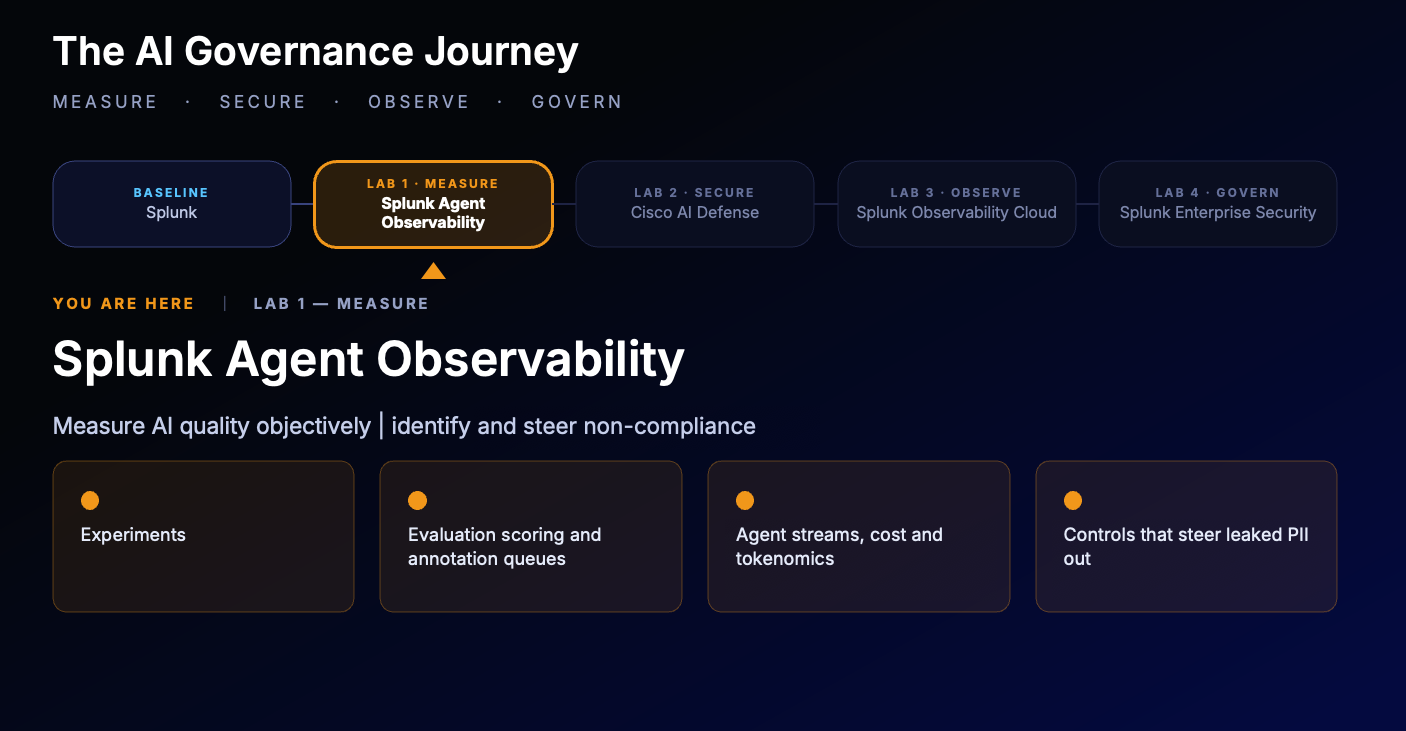 The AI Governance Journey
MEASURE · SECURE · OBSERVE · GOVERN
BASELINE
Splunk
LAB 1 · MEASURE
Splunk Agent
Observability
LAB 2 · SECURE
Cisco AI Defense
LAB 3 · OBSERVE
Splunk Observability Cloud
LAB 4 · GOVERN
Splunk Enterprise Security
YOU ARE HERE | LAB 1 — MEASURE
Splunk Agent Observability
Measure AI quality objectively | identify and steer non-compliance
Experiments
Evaluation scoring and
annotation queues
Agent streams, cost and
tokenomics
Controls that steer leaked PII
out